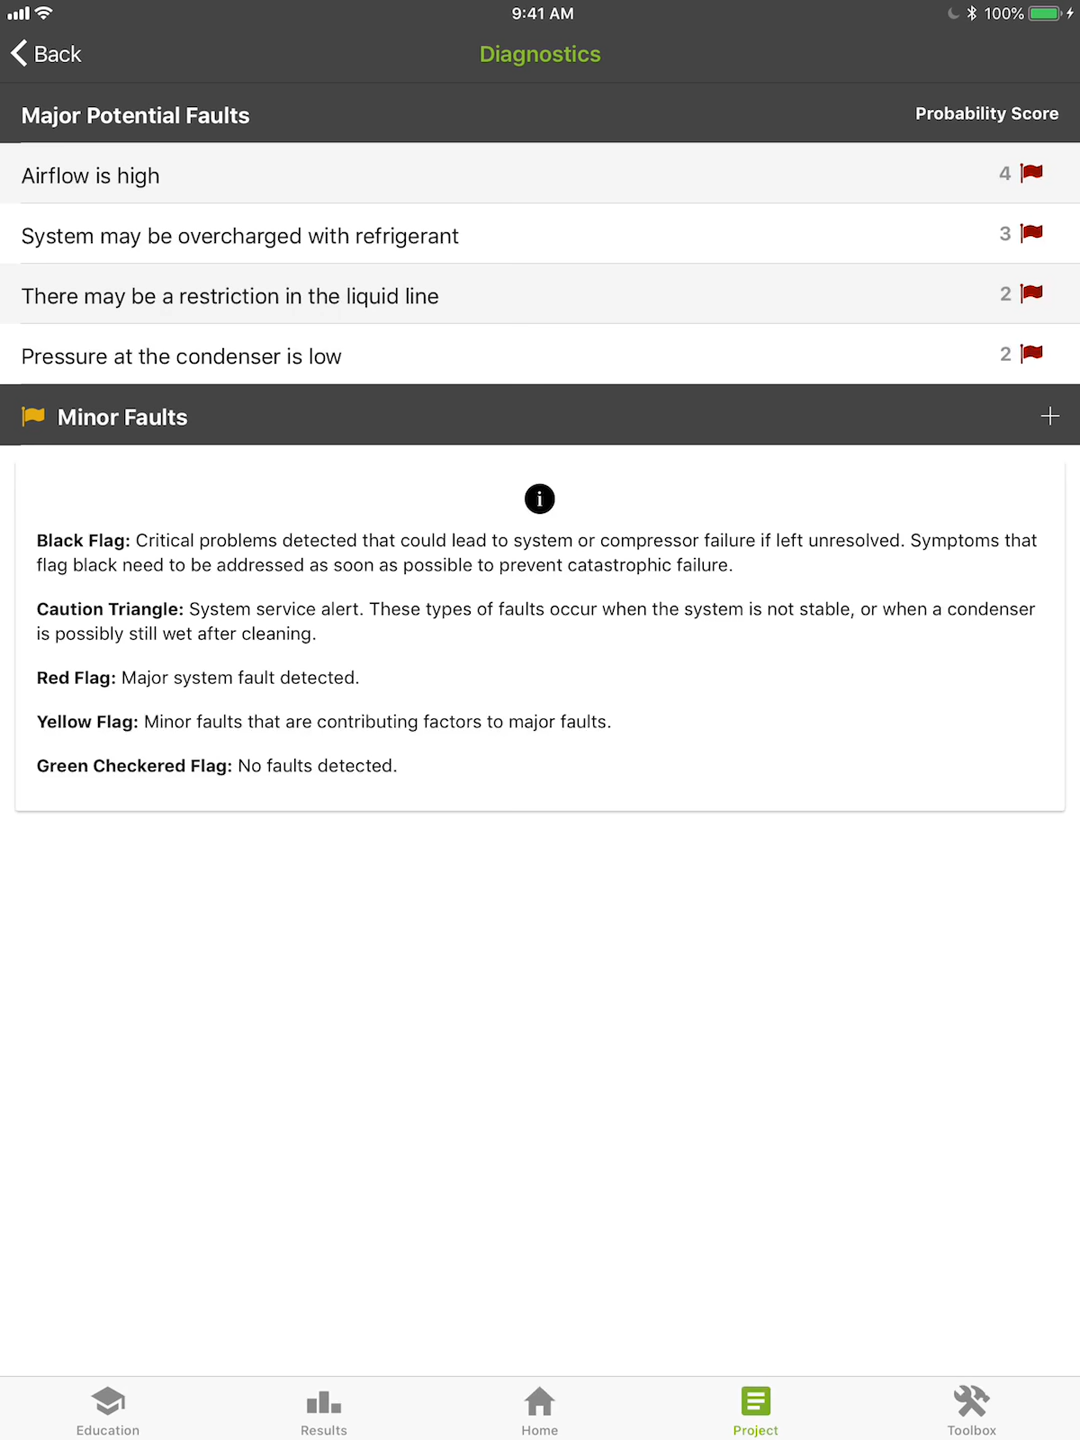 9:41 AM
100%
Back
Diagnostics
Major Potential Faults
Probability Score
Airflow is high
4
System may be overcharged with refrigerant
3
There may be a restriction in the liquid line
2
Pressure at the condenser is low
2
Minor Faults
Black Flag: Critical problems detected that could lead to system or compressor failure if left unresolved. Symptoms that
flag black need to be addressed as soon as possible to prevent catastrophic failure.
Caution Triangle: System service alert. These types of faults occur when the system is not stable, or when a condenser
is possibly still wet after cleaning.
Red Flag: Major system fault detected.
Yellow Flag: Minor faults that are contributing factors to major faults.
Green Checkered Flag: No faults detected.
Education
Results
Home
Project
Toolbox